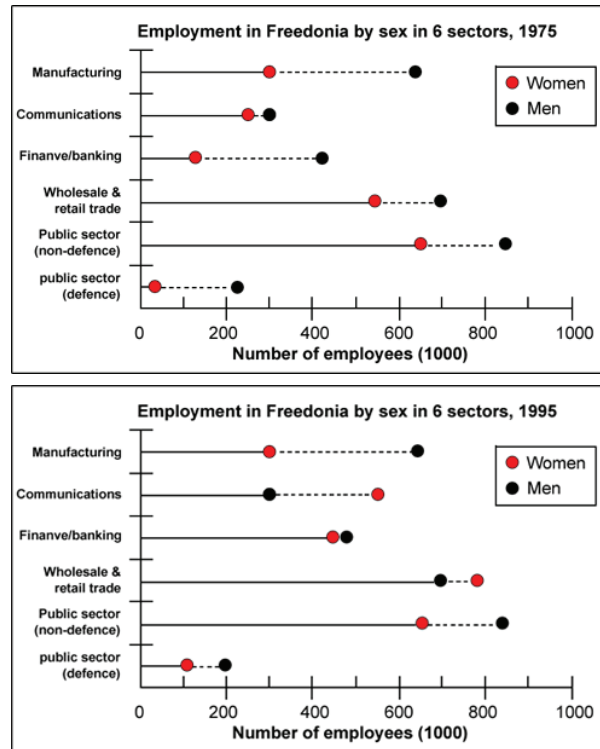 Employment in Freedonia by sex in 6 sectors, 1975
Manufacturing
Women
Men
Communications
Finanve/banking
Wholesale &
retail trade
Public sector
(non-defence)
public sector
(defence)
0 200 400 600 800 1000
Number of employees (1000)
Employment in Freedonia by sex in 6 sectors, 1995
Manufacturing
Women
Men
Communications
Finanve/banking
Wholesale &
retail trade
Public sector
(non-defence)
public sector
(defence)
0 200 400 600 800 1000
Number of employees (1000)